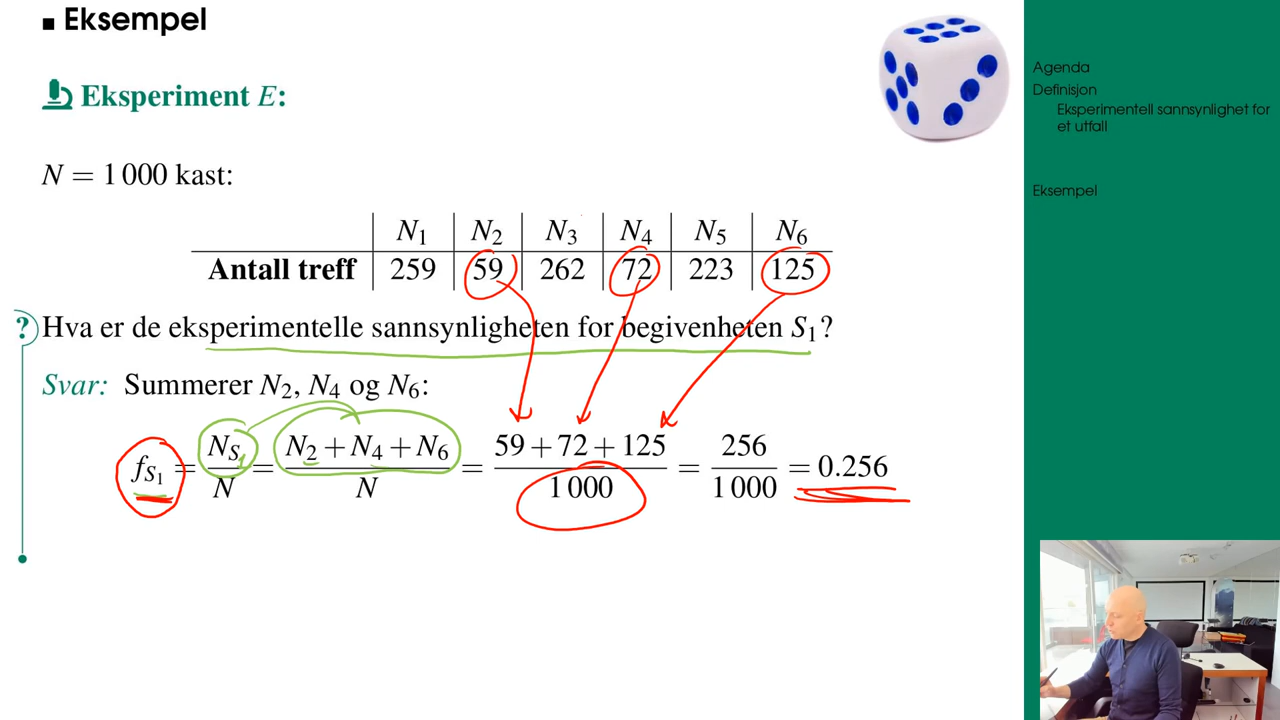 Eksempel
Eksperiment E:
N = 1 000 kast:
N₁ N₂ N₃ N₄ N₅ N₆
Antall treff 259 59 262 72 223 125
? Hva er de eksperimentelle sannsynligheten for begivenheten S₁?
Svar: Summerer N₂, N₄ og N₆:
f_S₁ = N_S₁ / N = (N₂ + N₄ + N₆) / N = (59 + 72 + 125) / 1 000 = 256 / 1 000 = 0.256
Agenda
Definisjon
Eksperimentell sannsynlighet for
et utfall
Eksempel